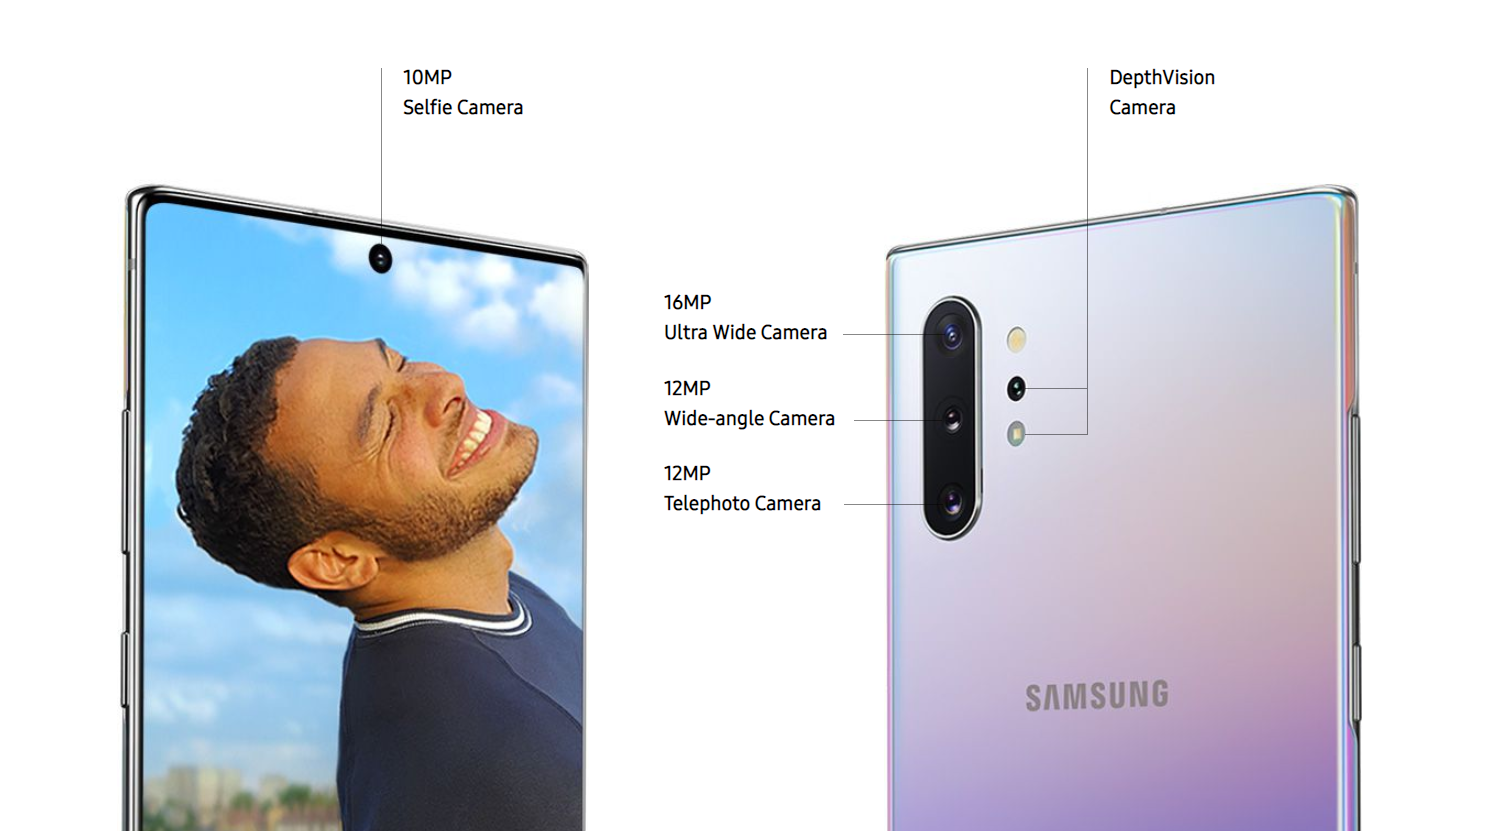 10MP
Selfie Camera
DepthVision
Camera
16MP
Ultra Wide Camera
12MP
Wide-angle Camera
12MP
Telephoto Camera
SAMSUNG